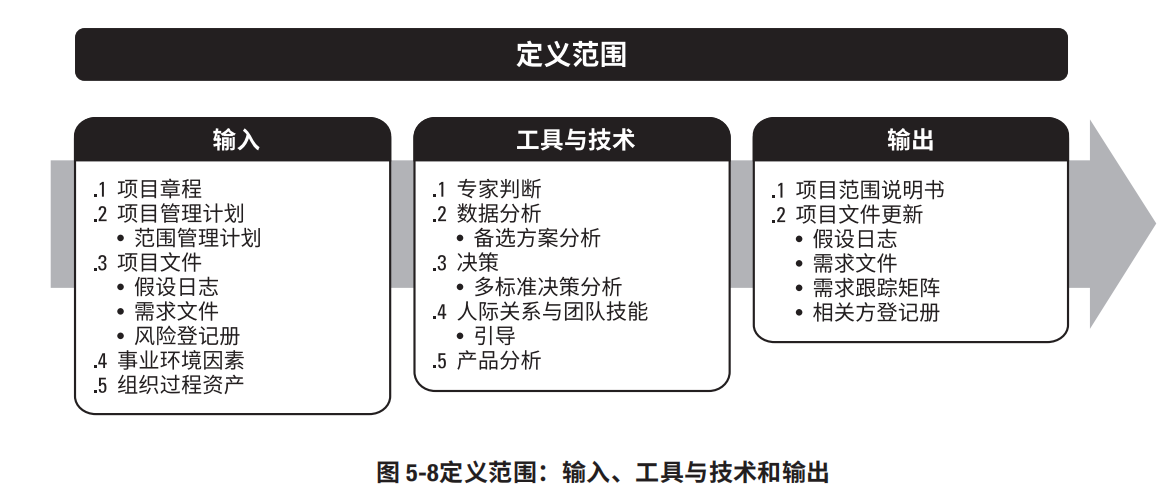 定义范围
输入
.1 项目章程
.2 项目管理计划
• 范围管理计划
.3 项目文件
• 假设日志
• 需求文件
• 风险登记册
.4 事业环境因素
.5 组织过程资产
工具与技术
.1 专家判断
.2 数据分析
• 备选方案分析
.3 决策
• 多标准决策分析
.4 人际关系与团队技能
• 引导
.5 产品分析
输出
.1 项目范围说明书
.2 项目文件更新
• 假设日志
• 需求文件
• 需求跟踪矩阵
• 相关方登记册
图 5-8定义范围：输入、工具与技术和输出